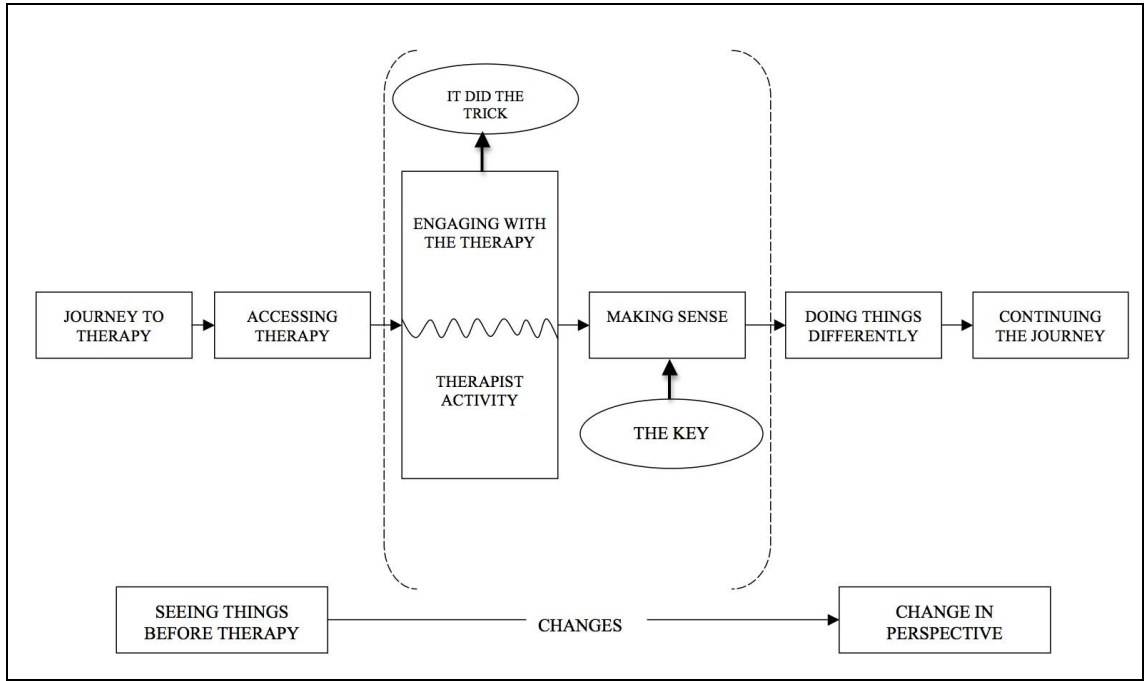 IT DID THE
TRICK
ENGAGING WITH
THE THERAPY
JOURNEY TO
THERAPY
ACCESSING
THERAPY
THERAPIST
ACTIVITY
MAKING SENSE
THE KEY
DOING THINGS
DIFFERENTLY
CONTINUING
THE JOURNEY
SEEING THINGS
BEFORE THERAPY
CHANGES
CHANGE IN
PERSPECTIVE